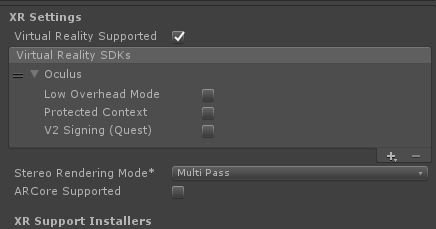 XR Settings
Virtual Reality Supported
Virtual Reality SDKs
Oculus
Low Overhead Mode
Protected Context
V2 Signing (Quest)
Stereo Rendering Mode* Multi Pass
ARCore Supported
XR Support Installers